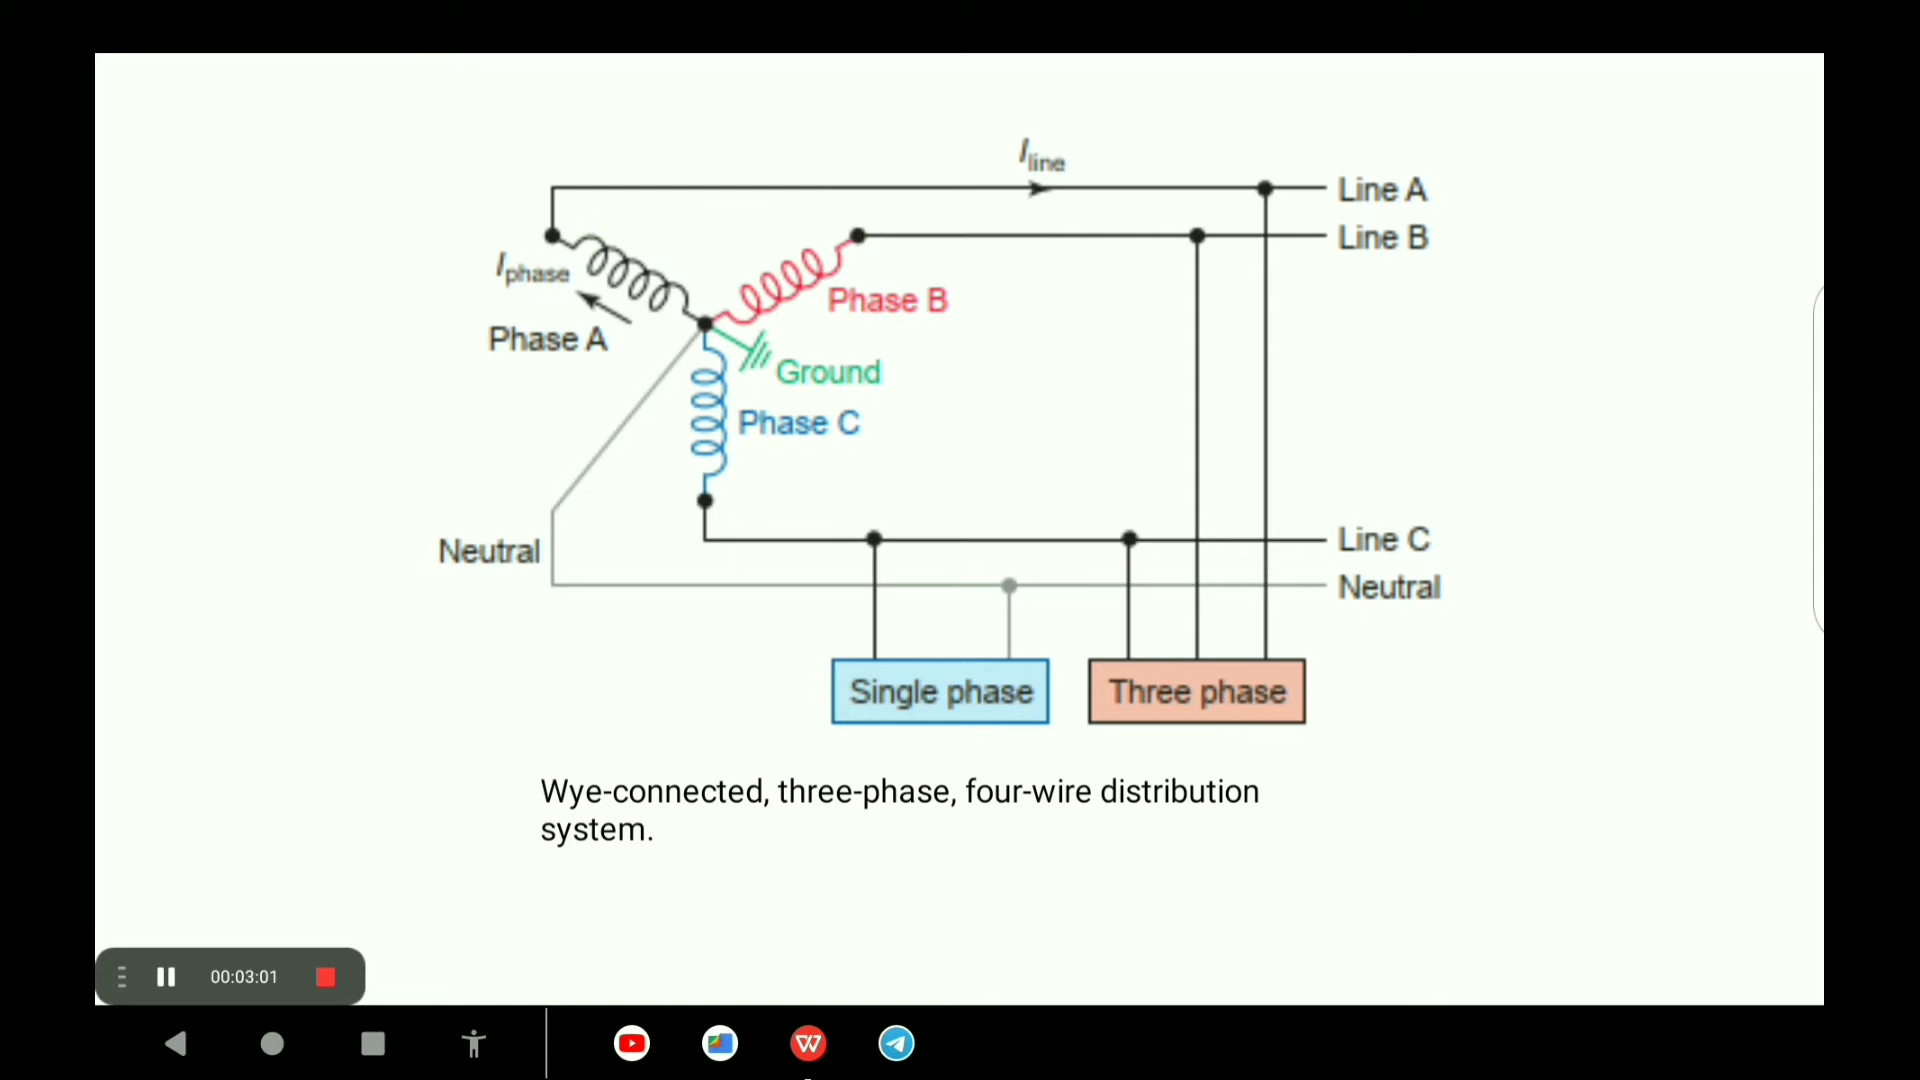 Iline
Line A
Line B
Iphase
Phase B
Phase A
Ground
Phase C
Neutral
Line C
Neutral
Single phase
Three phase
Wye-connected, three-phase, four-wire distribution
system.
00:03:01